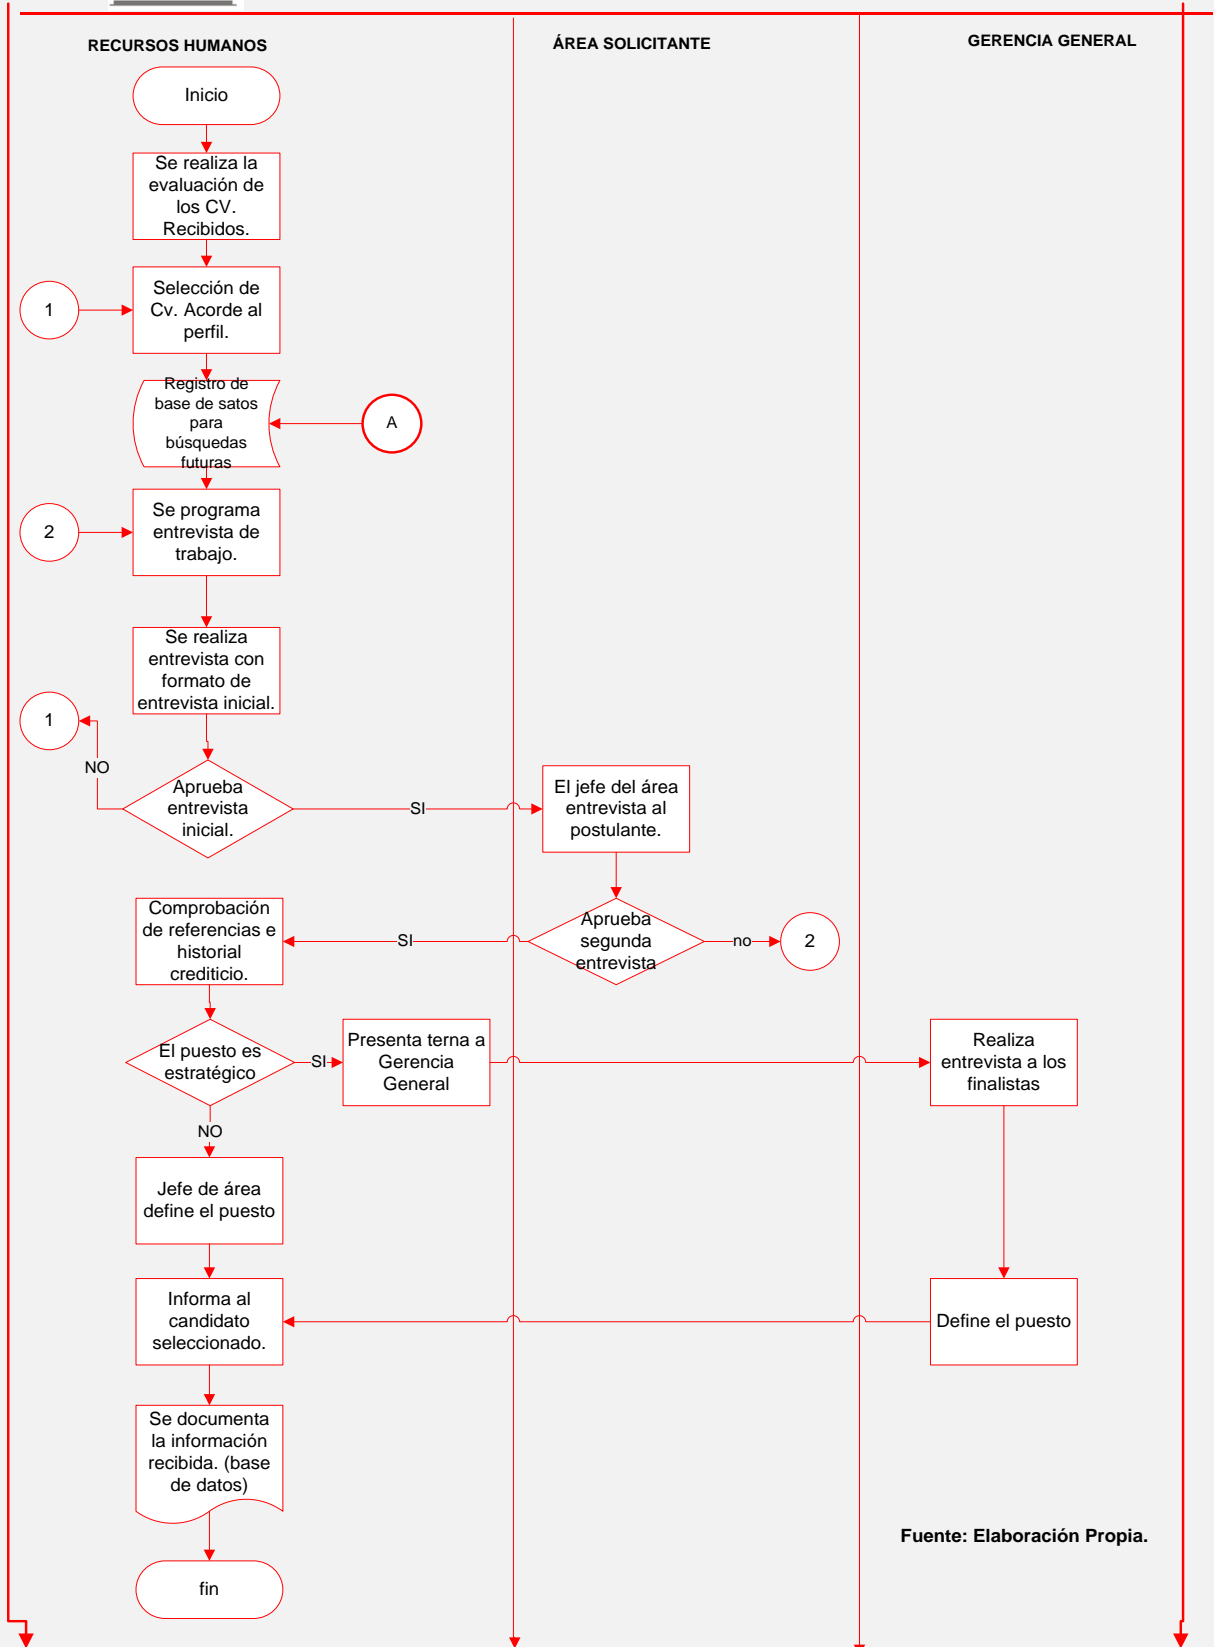 RECURSOS HUMANOS
ÁREA SOLICITANTE
GERENCIA GENERAL
Inicio
Se realiza la
evaluación de
los CV.
Recibidos.
1
Selección de
Cv. Acorde al
perfil.
Registro de
base de satos
para
búsquedas
futuras
A
2
Se programa
entrevista de
trabajo.
Se realiza
entrevista con
formato de
entrevista inicial.
1
NO
Aprueba
entrevista
inicial.
SI
El jefe del área
entrevista al
postulante.
Comprobación
de referencias e
historial
crediticio.
SI
Aprueba
segunda
entrevista
no
2
El puesto es
estratégico
SI
Presenta terna a
Gerencia
General
Realiza
entrevista a los
finalistas
NO
Jefe de área
define el puesto
Informa al
candidato
seleccionado.
Define el puesto
Se documenta
la información
recibida. (base
de datos)
Fuente: Elaboración Propia.
fin